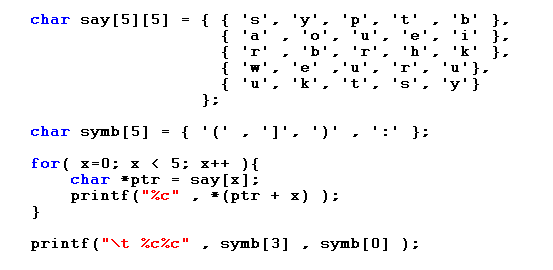 char say[5][5] = { { 's', 'y', 'p', 't' , 'b' },
{ 'a' , 'o', 'u', 'e', 'i' },
{ 'r' , 'b', 'r', 'h', 'k' },
{ 'w', 'e' ,'u', 'r', 'u'},
{ 'u', 'k', 't', 's', 'y'}
};
char symb[5] = { '(' , ']', ')' , ':' };
for( x=0; x < 5; x++ ){
char *ptr = say[x];
printf("%c" , *(ptr + x) );
}
printf("\t %c%c" , symb[3] , symb[0] );